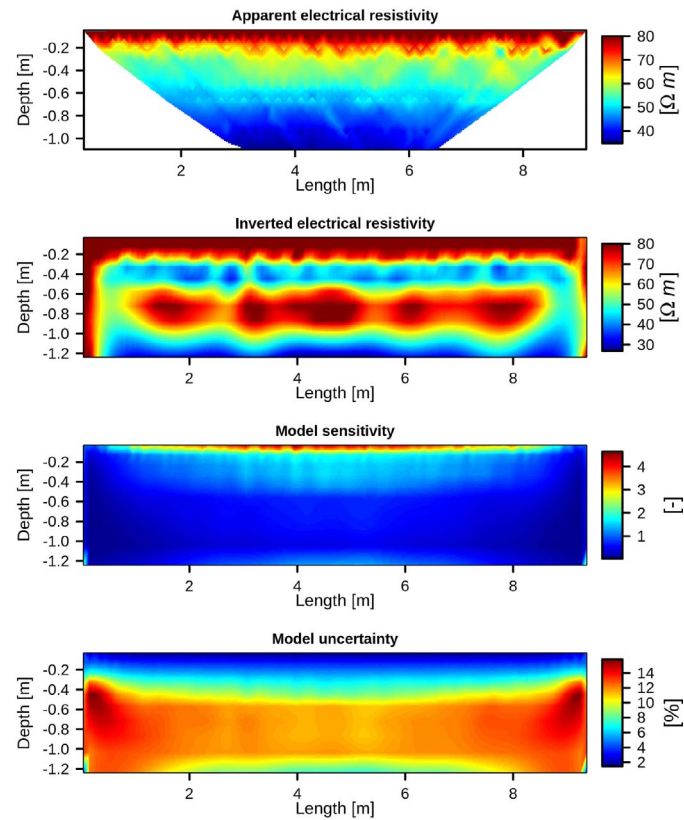 Apparent electrical resistivity
Depth [m]
-0.2
-0.4
-0.6
-0.8
-1.0
2 4 6 8
Length [m]
80
70
60
50
40
[Ω m]
Inverted electrical resistivity
Depth [m]
-0.2
-0.4
-0.6
-0.8
-1.0
-1.2
2 4 6 8
Length [m]
80
70
60
50
40
30
[Ω m]
Model sensitivity
Depth [m]
-0.2
-0.4
-0.6
-0.8
-1.0
-1.2
2 4 6 8
Length [m]
4
3
2
1
[-]
Model uncertainty
Depth [m]
-0.2
-0.4
-0.6
-0.8
-1.0
-1.2
2 4 6 8
Length [m]
14
12
10
8
6
4
2
[%]